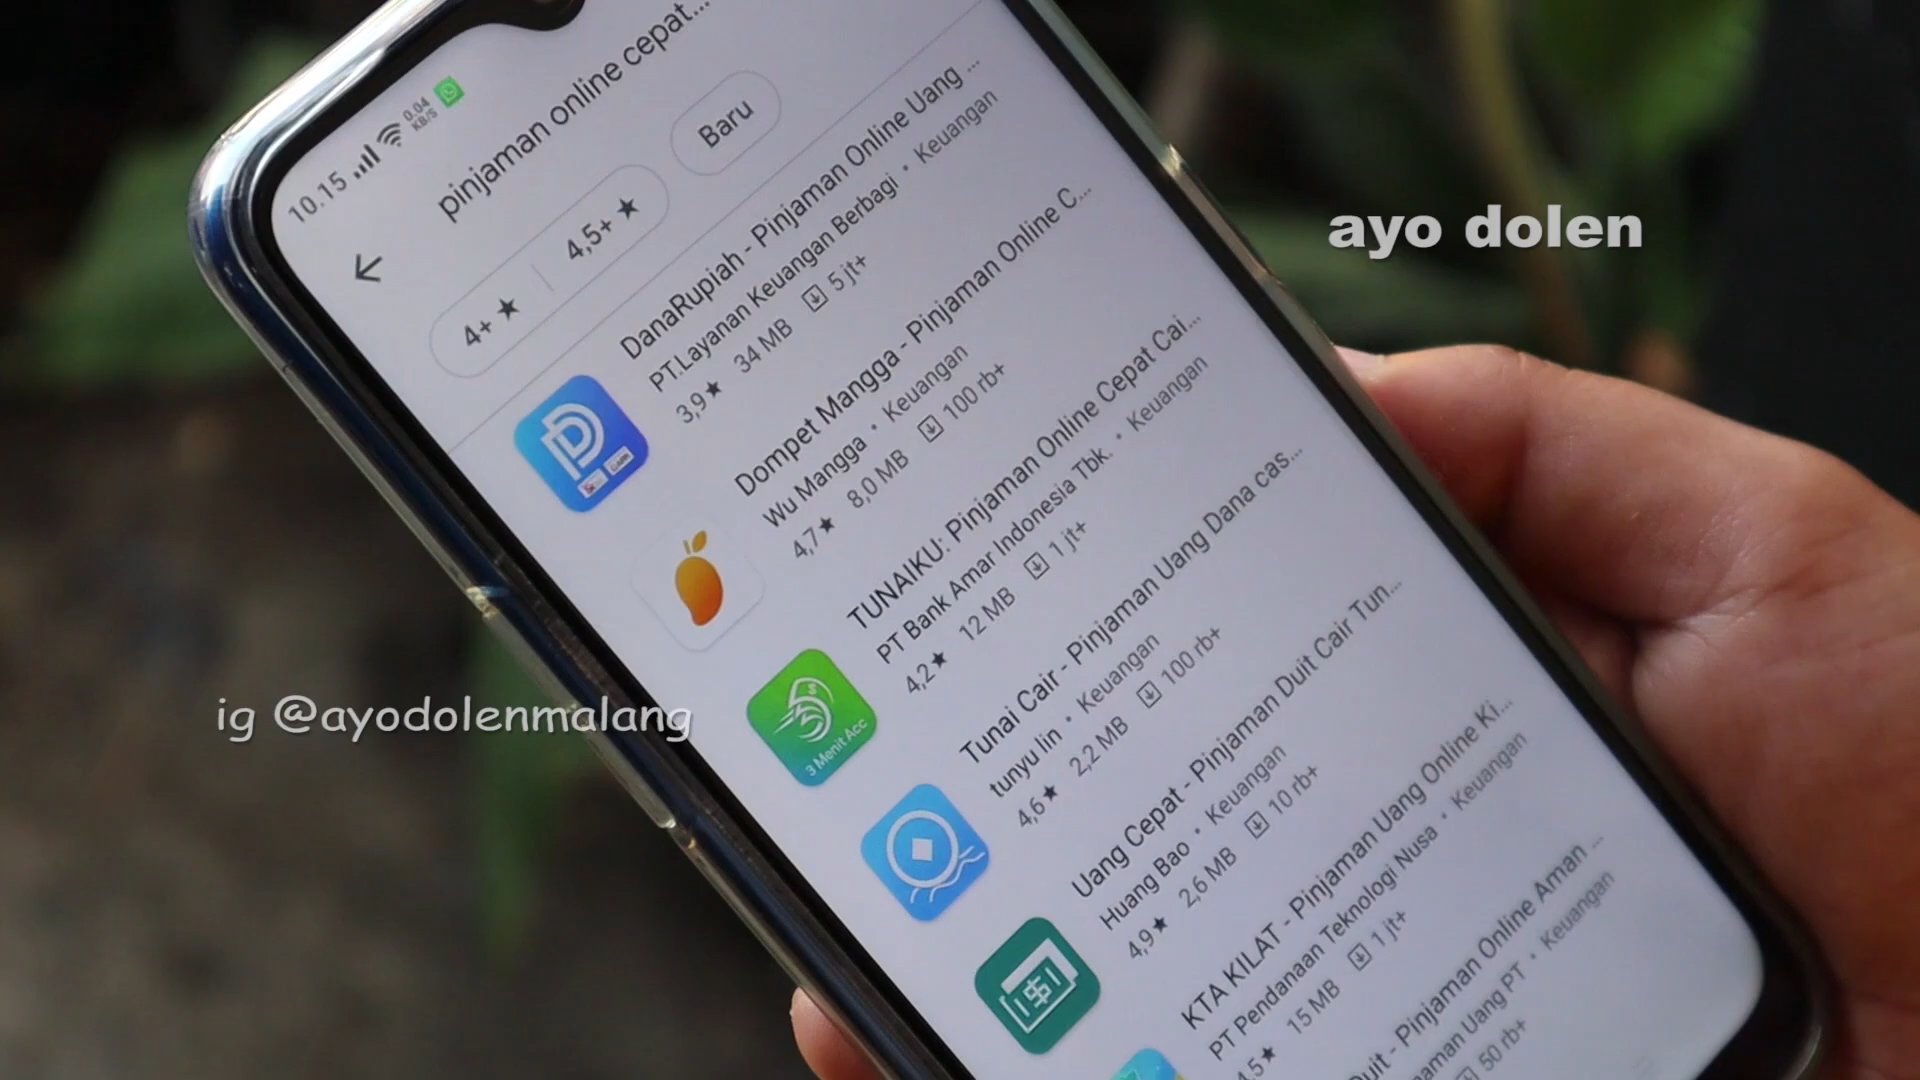 10.15
0.04
KB/S
pinjaman online cepat...
4+ ★
4,5+ ★
Baru
DanaRupiah - Pinjaman Online Uang ...
PT.Layanan Keuangan Berbagi • Keuangan
3,9★ 34 MB 5 jt+
Dompet Mangga - Pinjaman Online C...
Wu Mangga • Keuangan
4,7★ 8,0 MB 100 rb+
TUNAIKU: Pinjaman Online Cepat Cai...
PT Bank Amar Indonesia Tbk. • Keuangan
4,2★ 12 MB 1 jt+
3 Menit Acc
Tunai Cair - Pinjaman Uang Dana cas...
tunyu lin • Keuangan
4,6★ 2,2 MB 100 rb+
Uang Cepat - Pinjaman Duit Cair Tun...
Huang Bao • Keuangan
4,9★ 2,6 MB 10 rb+
KTA KILAT - Pinjaman Uang Online Ki...
PT Pendanaan Teknologi Nusa • Keuangan
4,5★ 15 MB 1 jt+
Duit - Pinjaman Online Aman ...
Uang PT • Keuangan
50 rb+
ayo dolen
ig @ayodolenmalang